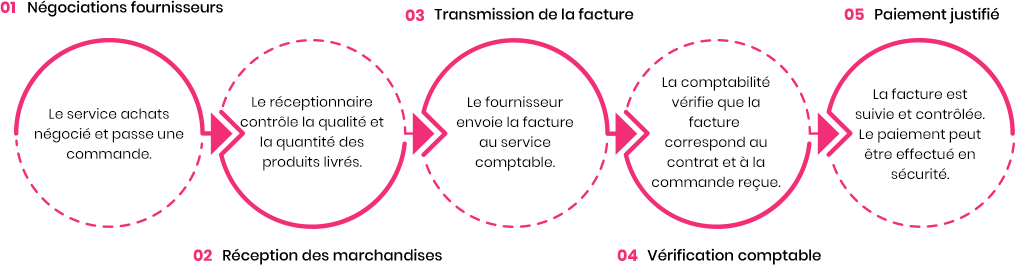 01 Négociations fournisseurs
Le service achats
négocié et passe une
commande.
02 Réception des marchandises
Le réceptionnaire
contrôle la qualité et
la quantité des
produits livrés.
03 Transmission de la facture
Le fournisseur
envoie la facture
au service
comptable.
04 Vérification comptable
La comptabilité
vérifie que la
facture
correspond au
contrat et à la
commande reçue.
05 Paiement justifié
La facture est
suivie et contrôlée.
Le paiement peut
être effectué en
sécurité.